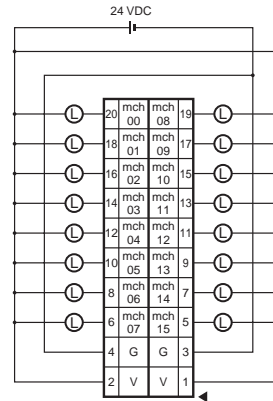 24 VDC
L 20 mch 00 mch 08 19 L
L 18 mch 01 mch 09 17 L
L 16 mch 02 mch 10 15 L
L 14 mch 03 mch 11 13 L
L 12 mch 04 mch 12 11 L
L 10 mch 05 mch 13 9 L
L 8 mch 06 mch 14 7 L
L 6 mch 07 mch 15 5 L
4 G G 3
2 V V 1